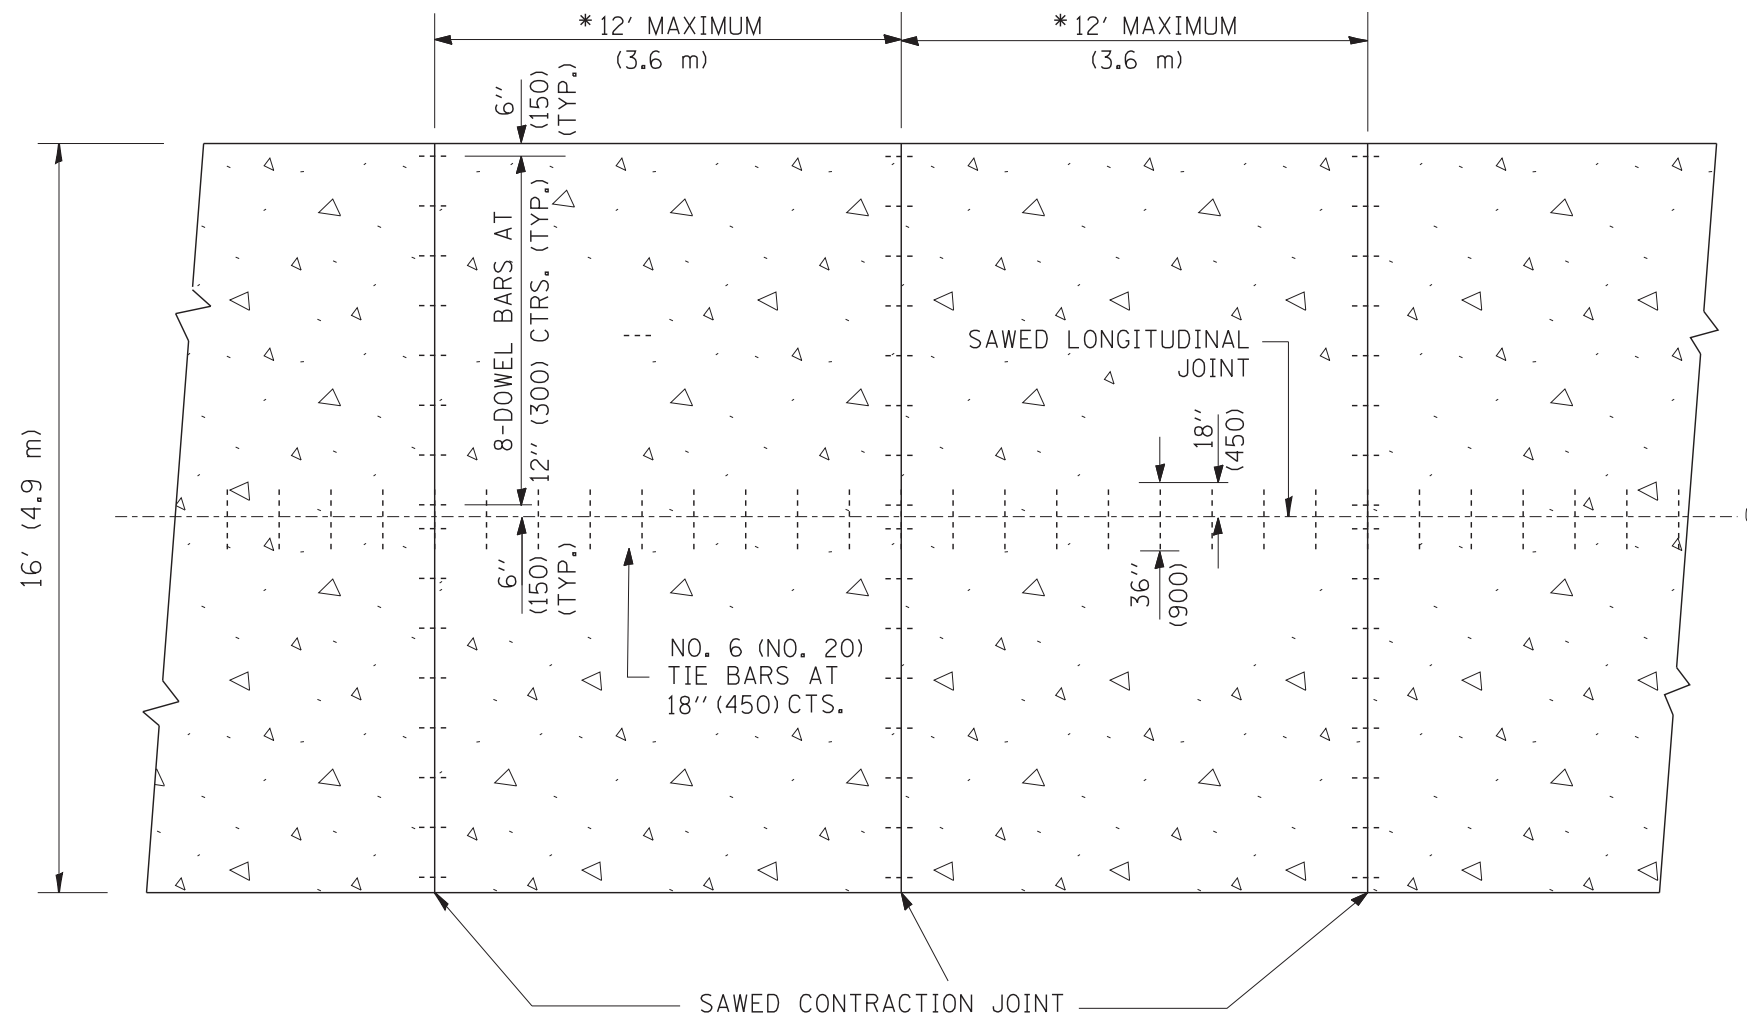 *12' MAXIMUM
(3.6 m)
*12' MAXIMUM
(3.6 m)
6"
(150)
(TYP.)
8-DOWEL BARS AT
12" (300) CTRS. (TYP.)
SAWED LONGITUDINAL
JOINT
18"
(450)
16' (4.9 m)
6"
(150)
(TYP.)
36"
(900)
NO. 6 (NO. 20)
TIE BARS AT
18" (450) CTS.
SAWED CONTRACTION JOINT